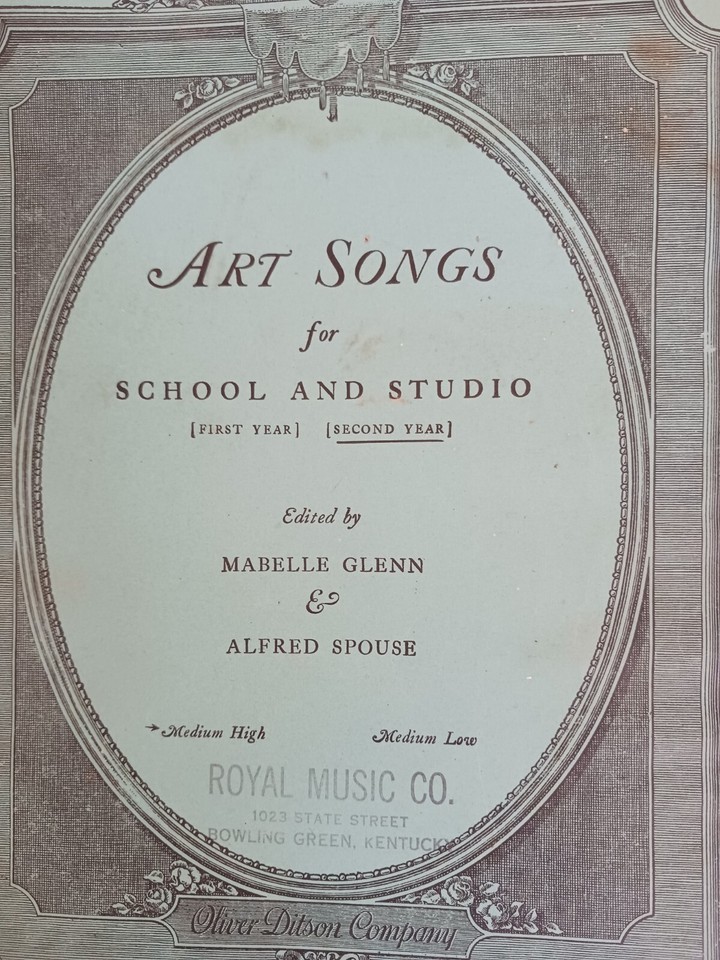 ART SONGS
for
SCHOOL AND STUDIO
[FIRST YEAR] [SECOND YEAR]
Edited by
MABELLE GLENN
&
ALFRED SPOUSE
→Medium High Medium Low
ROYAL MUSIC CO.
1023 STATE STREET
BOWLING GREEN, KENTUCKY
Oliver Ditson Company